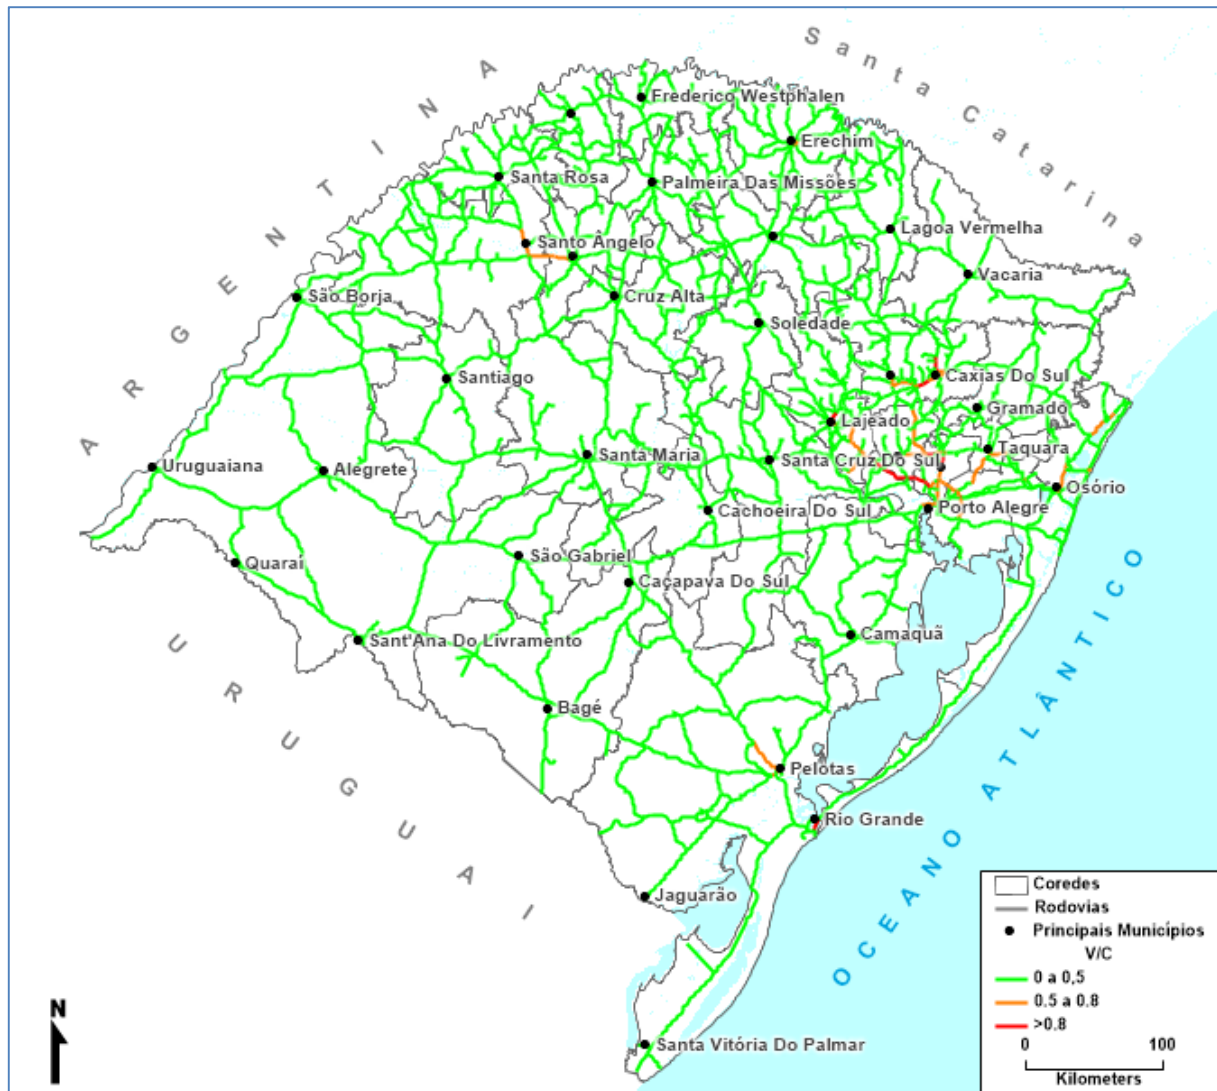 Santa Catarina
ARGENTINA
Frederico Westphalen
Erechim
Santa Rosa
Palmeira Das Missões
Lagoa Vermelha
Santo Ângelo
Vacaria
São Borja
Cruz Alta
Soledade
Santiago
Caxias Do Sul
Gramado
Lajeado
Taquara
Uruguaiana
Alegrete
Santa Maria
Santa Cruz Do Sul
Osório
Cachoeira Do Sul
Porto Alegre
Quaraí
São Gabriel
Caçapava Do Sul
Camaquã
Sant'Ana Do Livramento
Bagé
URUGUAI
Pelotas
Rio Grande
OCEANO ATLÂNTICO
Jaguarão
Santa Vitória Do Palmar
N
Coredes
Rodovias
Principais Municípios
V/C
0 a 0,5
0.5 a 0.8
>0.8
0 100
Kilometers